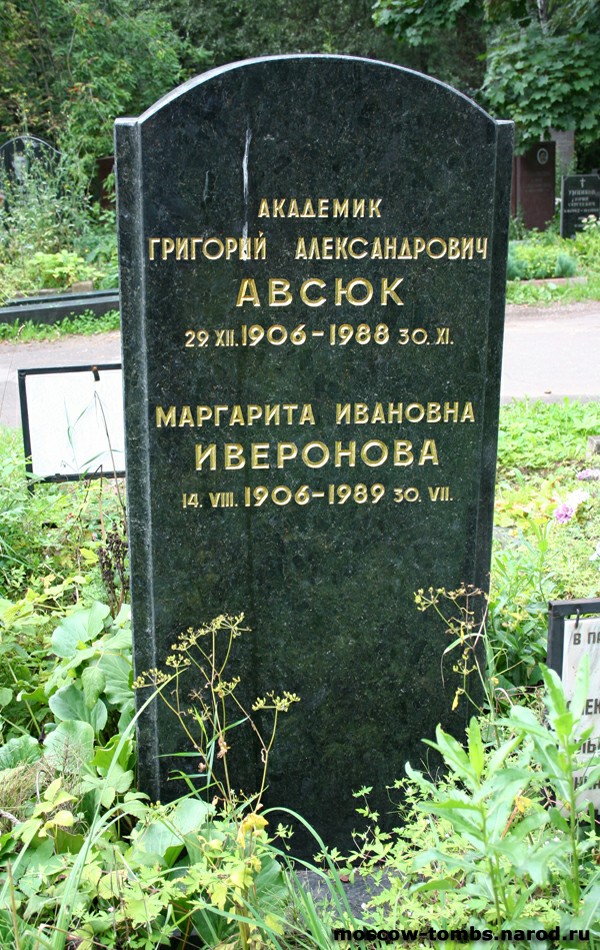 АКАДЕМИК
ГРИГОРИЙ АЛЕКСАНДРОВИЧ
АВСЮК
29. XII. 1906-1988 30. XI.
МАРГАРИТА ИВАНОВНА
ИВЕРОНОВА
14. VIII. 1906-1989 30. VII.
moscow-tombs.narod.ru